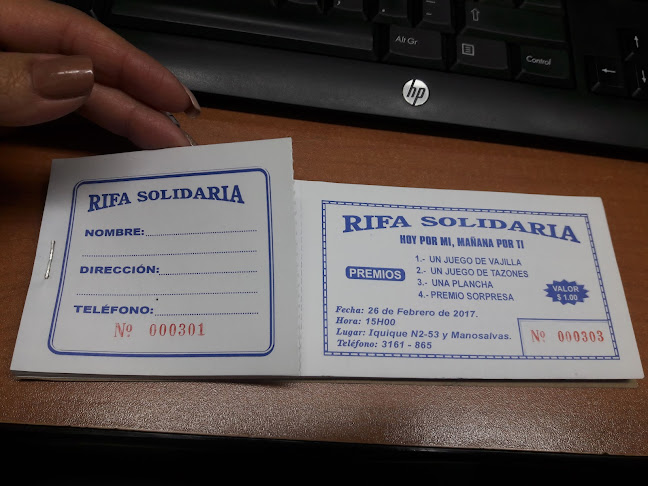 Alt Gr
Control
hp
RIFA SOLIDARIA
NOMBRE:
DIRECCIÓN:
TELÉFONO:
Nº 000301
RIFA SOLIDARIA
HOY POR MI, MAÑANA POR TI
PREMIOS
1.- UN JUEGO DE VAJILLA
2.- UN JUEGO DE TAZONES
3.- UNA PLANCHA
4.- PREMIO SORPRESA
VALOR
$ 1.00
Fecha: 26 de Febrero de 2017.
Hora: 15H00
Lugar: Iquique N2-53 y Manosalvas.
Teléfono: 3161 - 865
Nº 000303